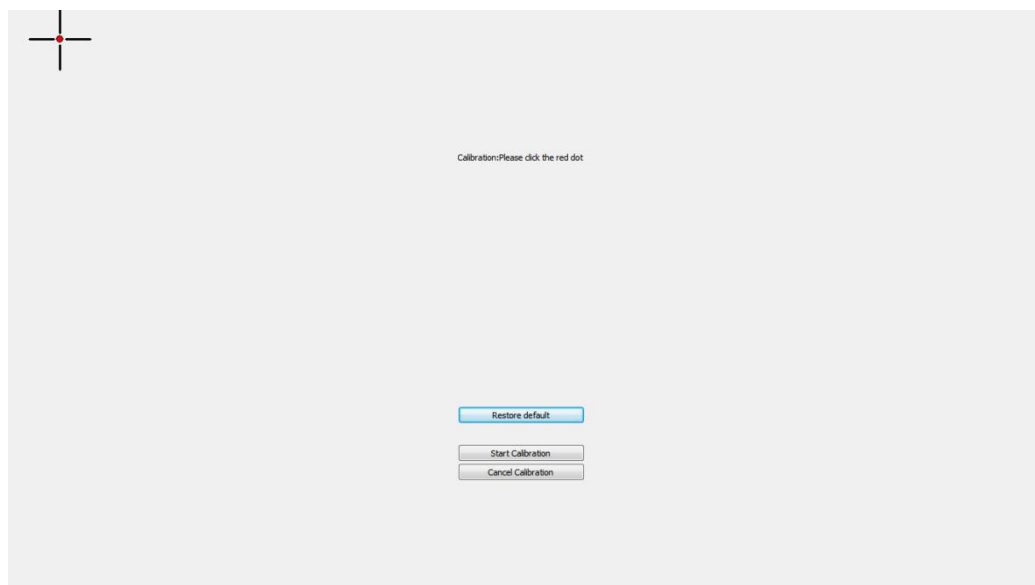 Calibration:Please click the red dot
Restore default
Start Calibration
Cancel Calibration